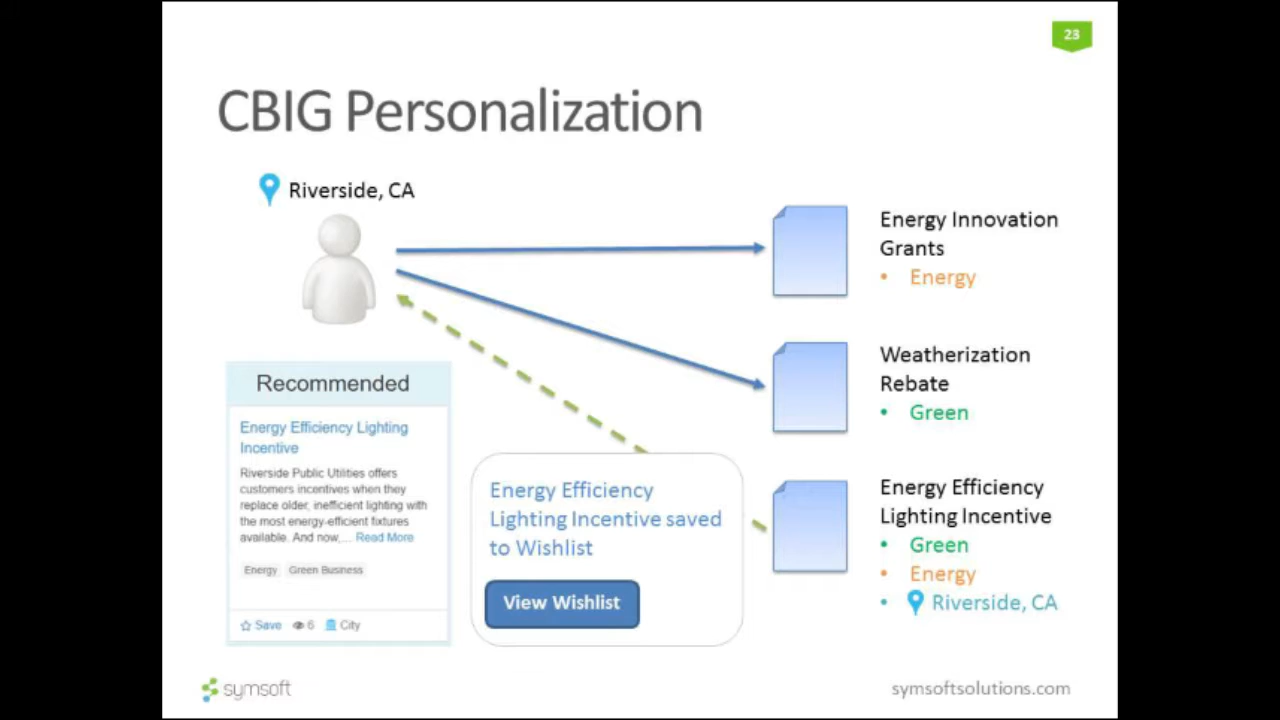 23
CBIG Personalization
Riverside, CA
Energy Innovation
Grants
• Energy
Weatherization
Rebate
• Green
Recommended
Energy Efficiency Lighting
Incentive
Riverside Public Utilities offers
customers incentives when they
replace older, inefficient lighting with
the most energy-efficient fixtures
available. And now,... Read More
Energy Green Business
Save 6 City
Energy Efficiency
Lighting Incentive saved
to Wishlist
View Wishlist
Energy Efficiency
Lighting Incentive
• Green
• Energy
• Riverside, CA
symsoft
symsoftsolutions.com